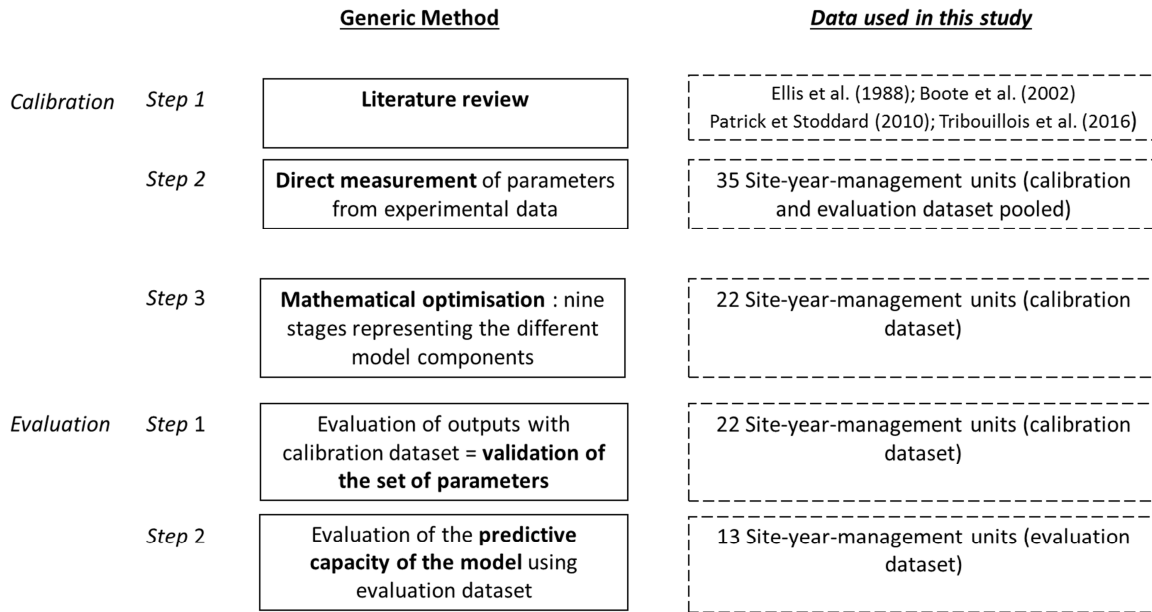 Generic Method
Data used in this study
Calibration
Step 1
Literature review
Ellis et al. (1988); Boote et al. (2002)
Patrick et Stoddard (2010); Tribouillois et al. (2016)
Step 2
Direct measurement of parameters
from experimental data
35 Site-year-management units (calibration
and evaluation dataset pooled)
Step 3
Mathematical optimisation : nine
stages representing the different
model components
22 Site-year-management units (calibration
dataset)
Evaluation
Step 1
Evaluation of outputs with
calibration dataset = validation of
the set of parameters
22 Site-year-management units (calibration
dataset)
Step 2
Evaluation of the predictive
capacity of the model using
evaluation dataset
13 Site-year-management units (evaluation
dataset)